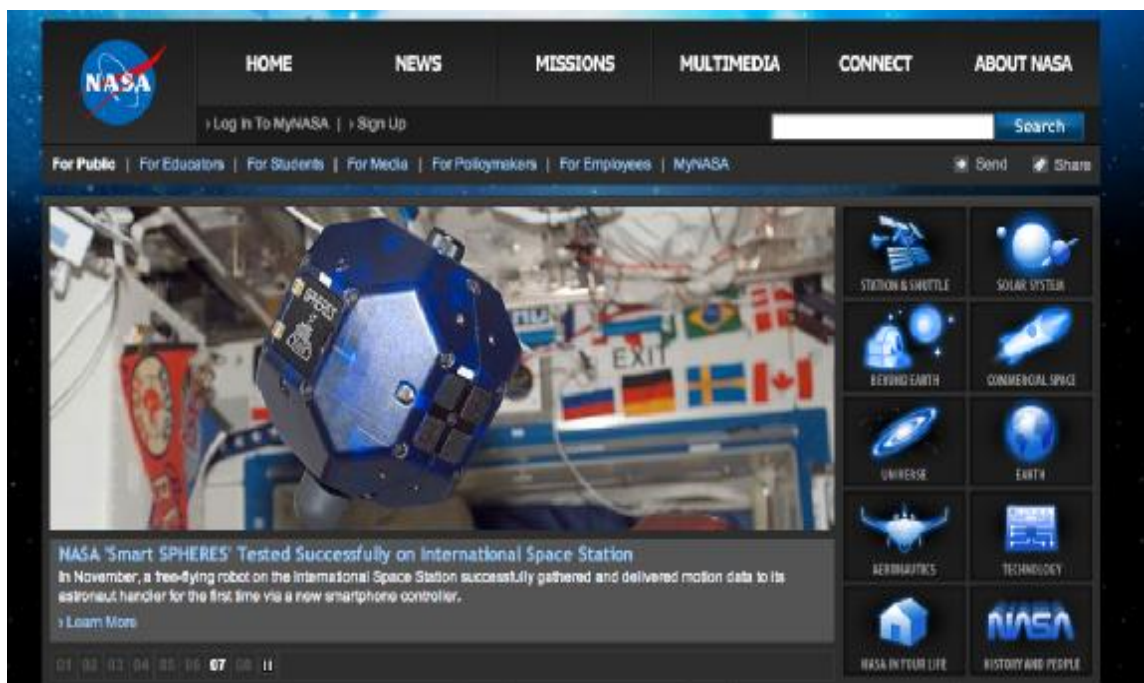 NASA
HOME NEWS MISSIONS MULTIMEDIA CONNECT ABOUT NASA
› Log In To MyNASA | › Sign Up
Search
For Public | For Educators | For Students | For Media | For Policymakers | For Employees | MyNASA
Send Share
SPHERES
EXIT
STATION & SHUTTLE
SOLAR SYSTEM
BEYOND EARTH
COMMERCIAL SPACE
UNIVERSE
EARTH
AERONAUTICS
TECHNOLOGY
NASA IN YOUR LIFE
NASA
HISTORY AND PEOPLE
NASA 'Smart SPHERES' Tested Successfully on International Space Station
In November, a free-flying robot on the International Space Station successfully gathered and delivered motion data to its
astronaut handler for the first time via a new smartphone controller.
› Learn More
01 02 03 04 05 06 07 08